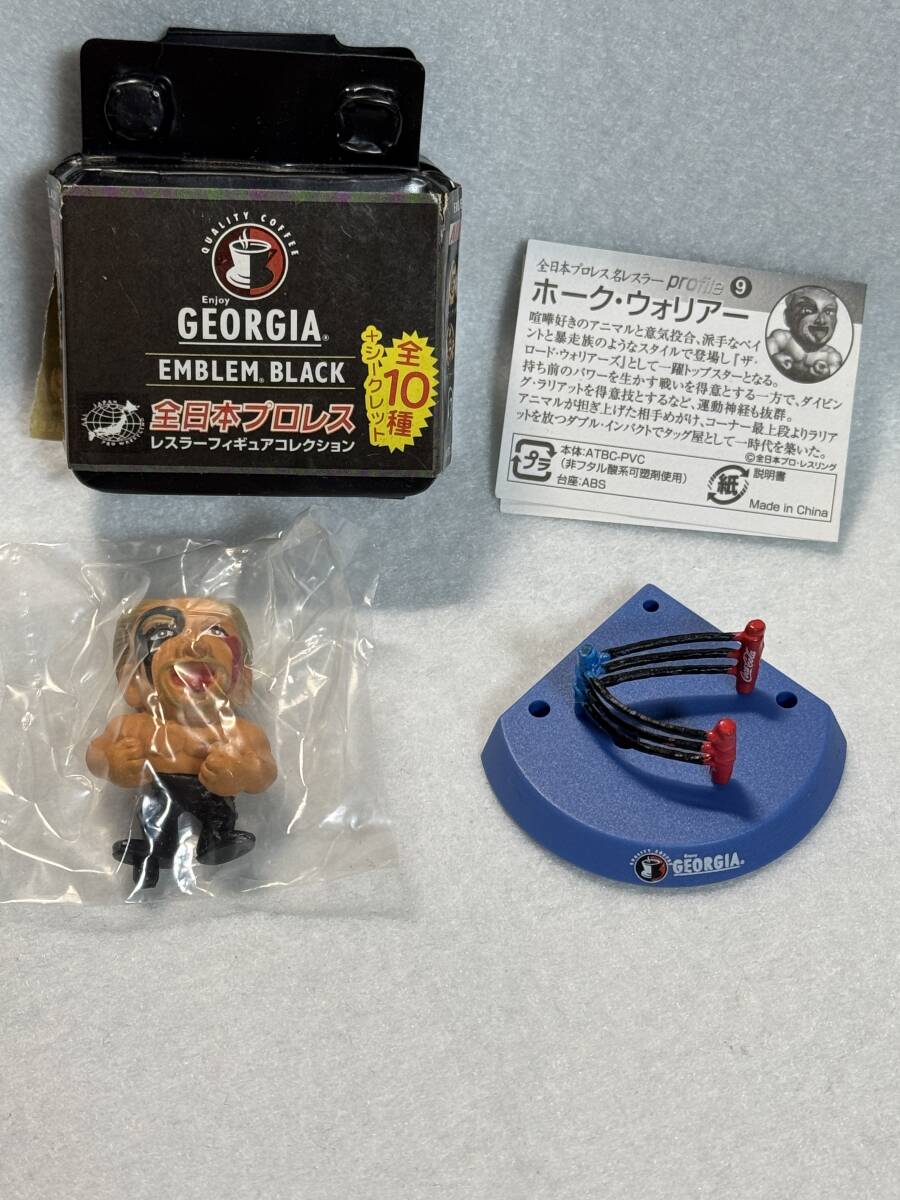 QUALITY COFFEE
Enjoy
GEORGIA®
EMBLEM® BLACK
全10種
+シークレット
JAPAN
全日本プロレス
レスラーフィギュアコレクション
全日本プロレス名レスラー profile 9
ホーク・ウォリアー
喧嘩好きのアニマルと意気投合、派手なペイ
ントと暴走族のようなスタイルで登場し『ザ・
ロード・ウォリアーズ』として一躍トップスターとなる。
持ち前のパワーを生かす戦いを得意とする一方で、ダイビン
グ・ラリアットを得意技とするなど、運動神経も抜群。
アニマルが担ぎ上げた相手めがけ、コーナー最上段よりラリア
ットを放つダブル・インパクトでタッグ屋として一時代を築いた。
©全日本プロ・レスリング
プラ
本体:ATBC-PVC
(非フタル酸系可塑剤使用)
台座:ABS
紙
説明書
Made in China
Coca-Cola
QUALITY COFFEE
Enjoy
GEORGIA®